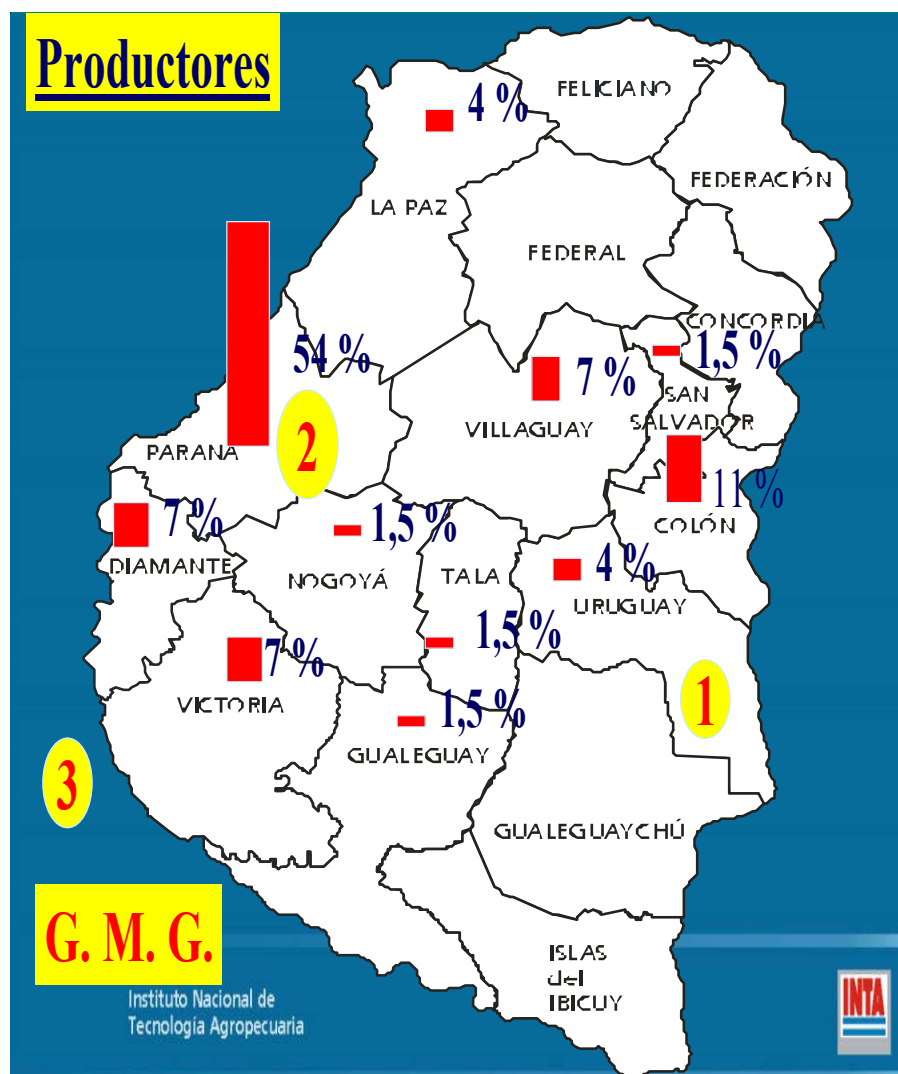 Productores
4 %
FELICIANO
FEDERACIÓN
LA PAZ
FEDERAL
CONCORDIA
54 %
1,5 %
7 %
SAN
SALVADOR
VILLAGUAY
PARANA
2
11 %
COLÓN
7 %
DIAMANTE
1,5 %
NOGOYÁ
TALA
4 %
URUGUAY
1,5 %
7 %
VICTORIA
1
1,5 %
GUALEGUAY
3
GUALEGUAYCHÚ
G. M. G.
ISLAS
del
IBICUY
Instituto Nacional de
Tecnología Agropecuaria
INTA